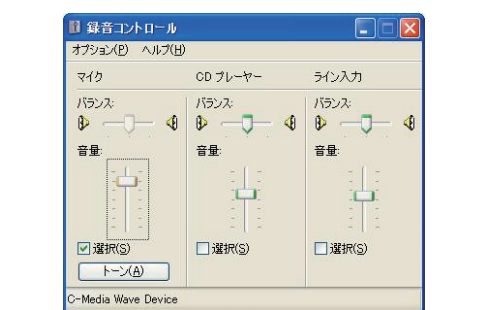 録音コントロール
オプション(P) ヘルプ(H)
マイク CD プレーヤー ライン入力
バランス: バランス: バランス:
音量: 音量: 音量:
選択(S) 選択(S) 選択(S)
トーン(A)
C-Media Wave Device